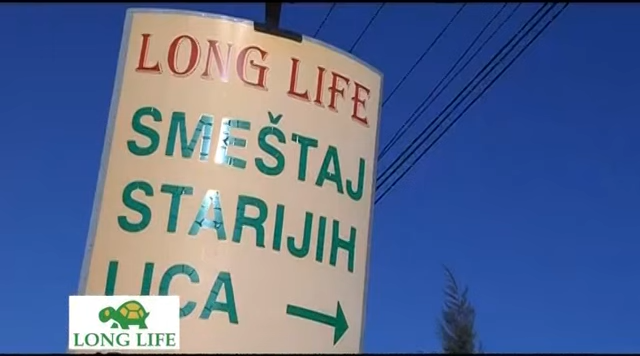 LONG LIFE
SMEŠTAJ
STARIJIH
LICA
LONG LIFE